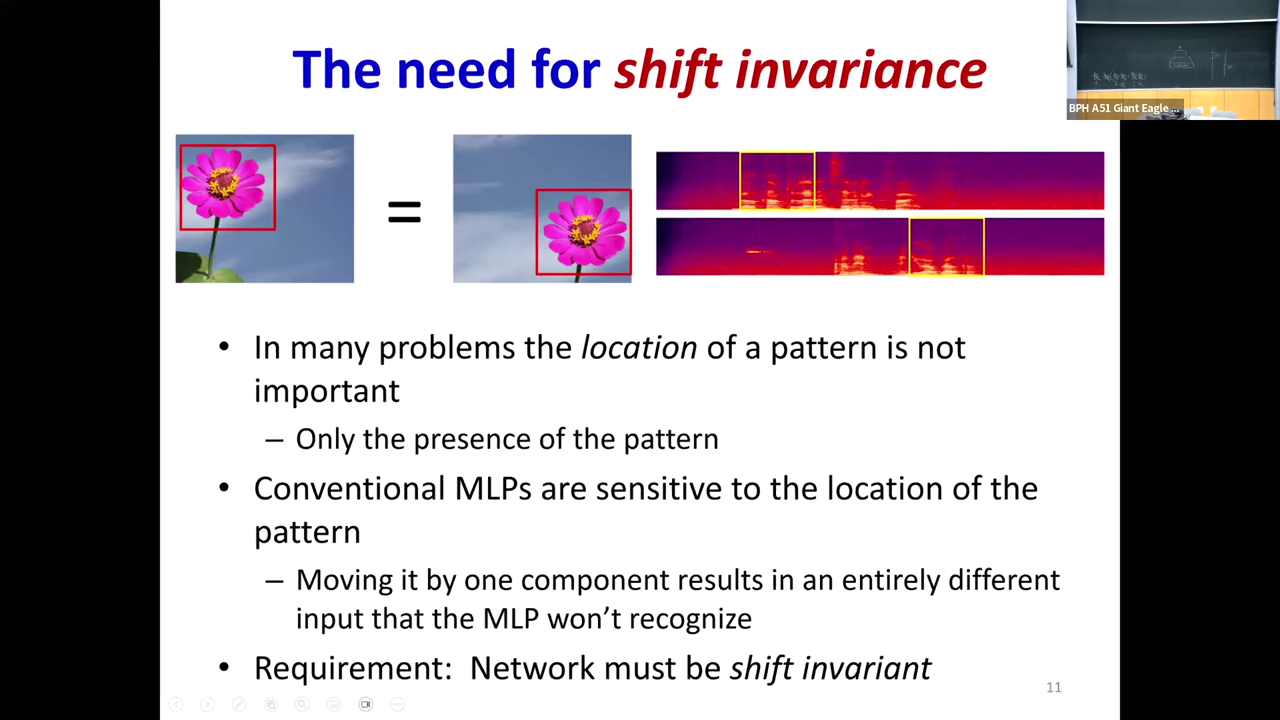 The need for shift invariance
BPH A51 Giant Eagle ...
=
• In many problems the location of a pattern is not
important
– Only the presence of the pattern
• Conventional MLPs are sensitive to the location of the
pattern
– Moving it by one component results in an entirely different
input that the MLP won’t recognize
• Requirement: Network must be shift invariant
11